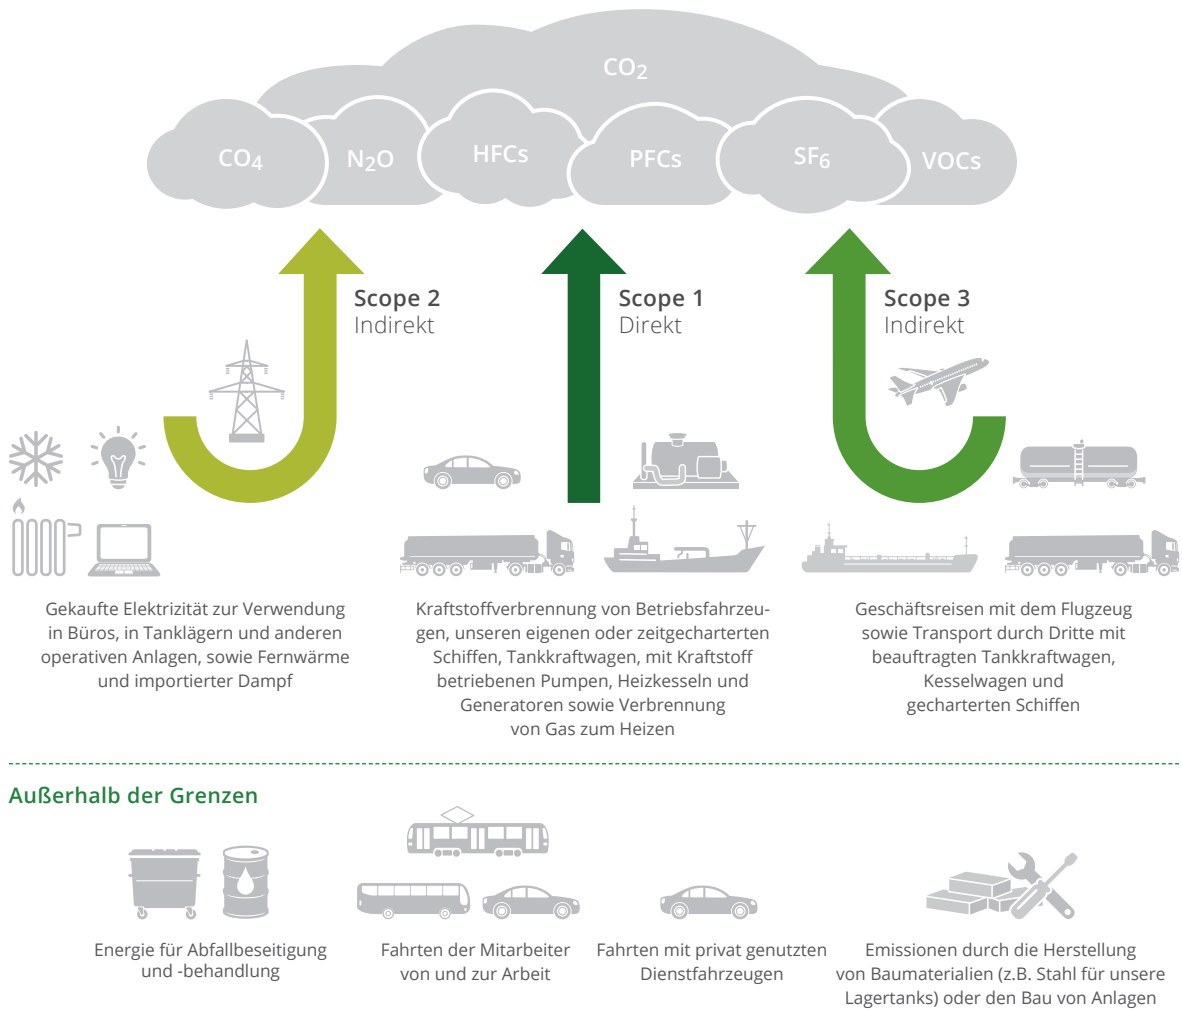 CO₂
CO₄
N₂O
HFCs
PFCs
SF₆
VOCs
Scope 2
Indirekt
Scope 1
Direkt
Scope 3
Indirekt
Gekaufte Elektrizität zur Verwendung
in Büros, in Tanklägern und anderen
operativen Anlagen, sowie Fernwärme
und importierter Dampf
Kraftstoffverbrennung von Betriebsfahrzeu-
gen, unseren eigenen oder zeitgecharterten
Schiffen, Tankkraftwagen, mit Kraftstoff
betriebenen Pumpen, Heizkesseln und
Generatoren sowie Verbrennung
von Gas zum Heizen
Geschäftsreisen mit dem Flugzeug
sowie Transport durch Dritte mit
beauftragten Tankkraftwagen,
Kesselwagen und
gecharterten Schiffen
Außerhalb der Grenzen
Energie für Abfallbeseitigung
und -behandlung
Fahrten der Mitarbeiter
von und zur Arbeit
Fahrten mit privat genutzten
Dienstfahrzeugen
Emissionen durch die Herstellung
von Baumaterialien (z.B. Stahl für unsere
Lagertanks) oder den Bau von Anlagen